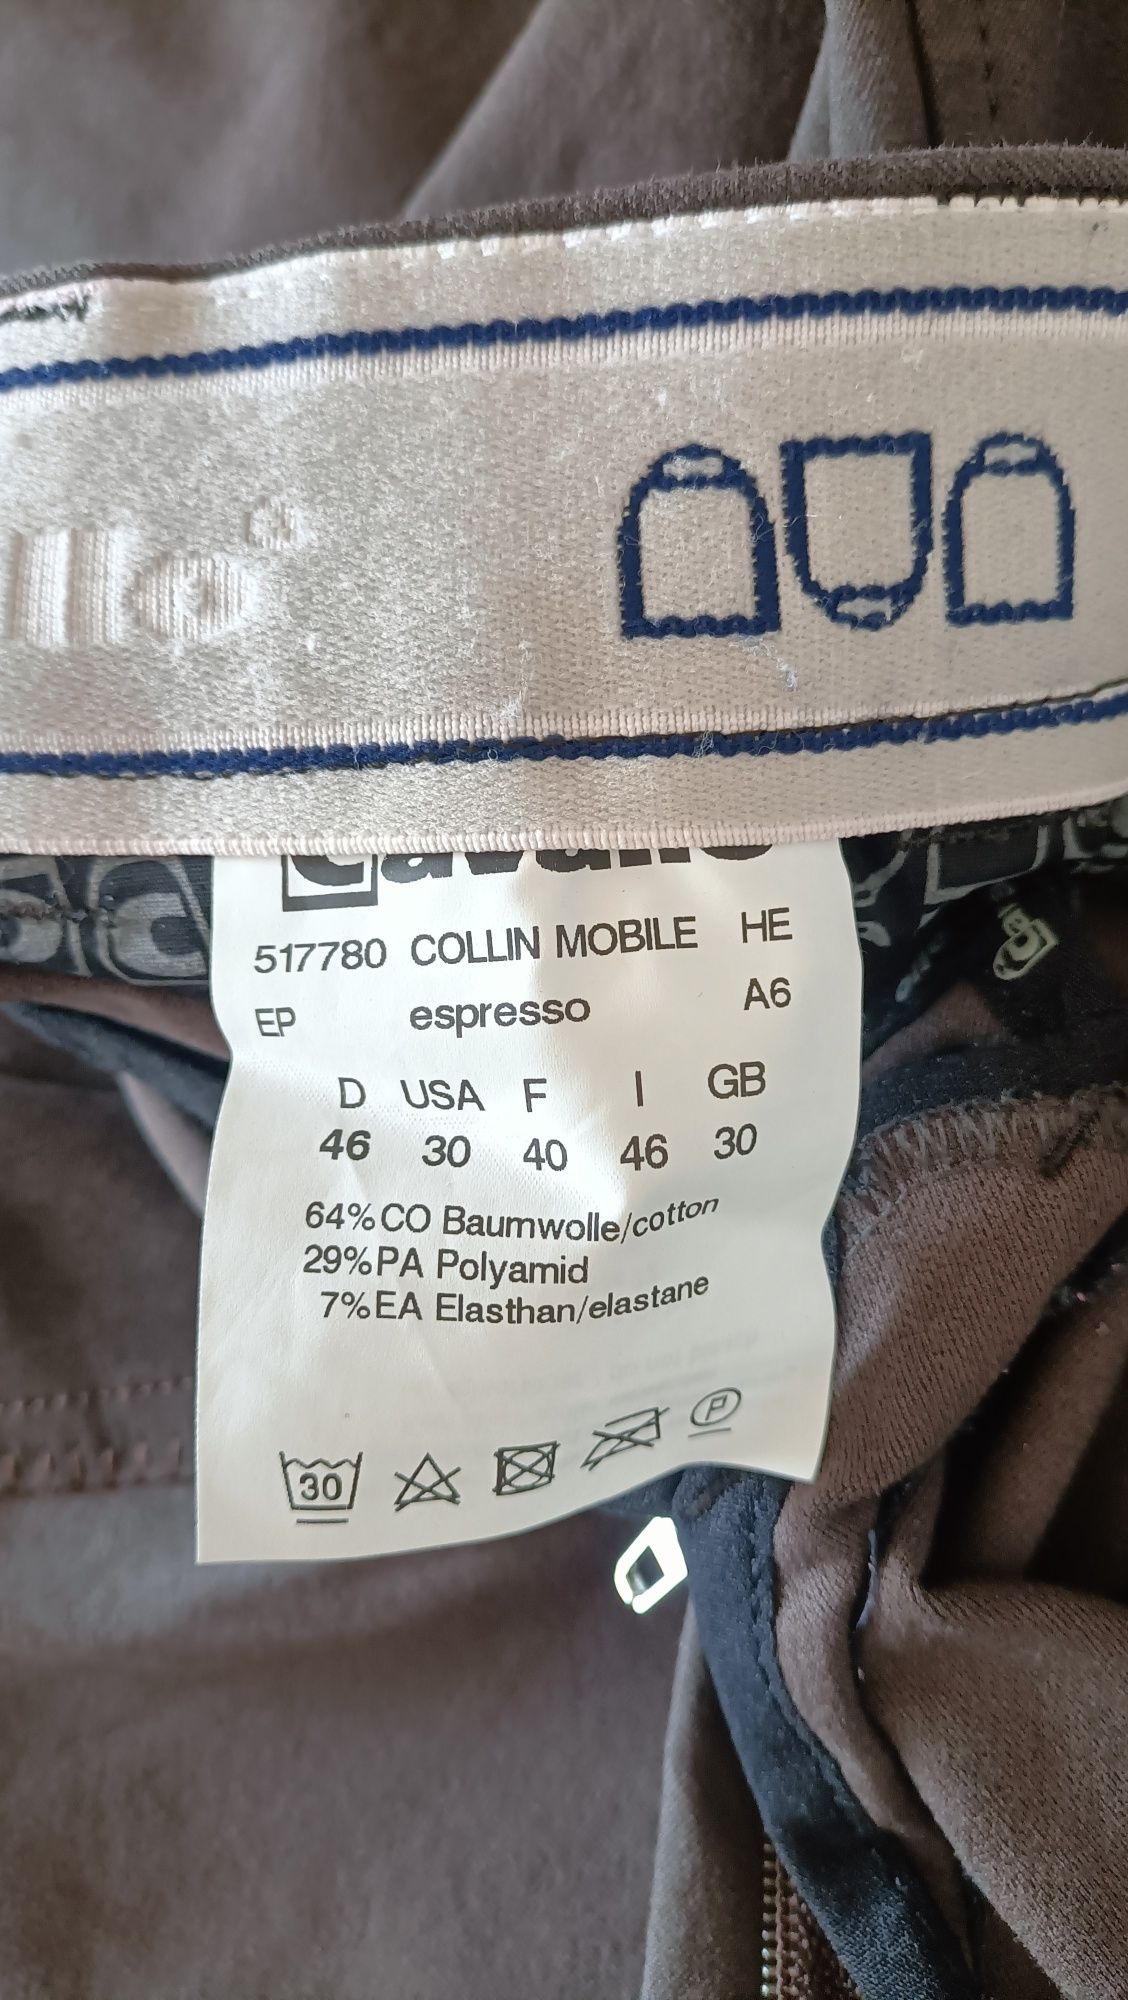 Cavallo
517780 COLLIN MOBILE HE
EP espresso A6
D USA F I GB
46 30 40 46 30
64%CO Baumwolle/cotton
29%PA Polyamid
7%EA Elasthan/elastane
30 P